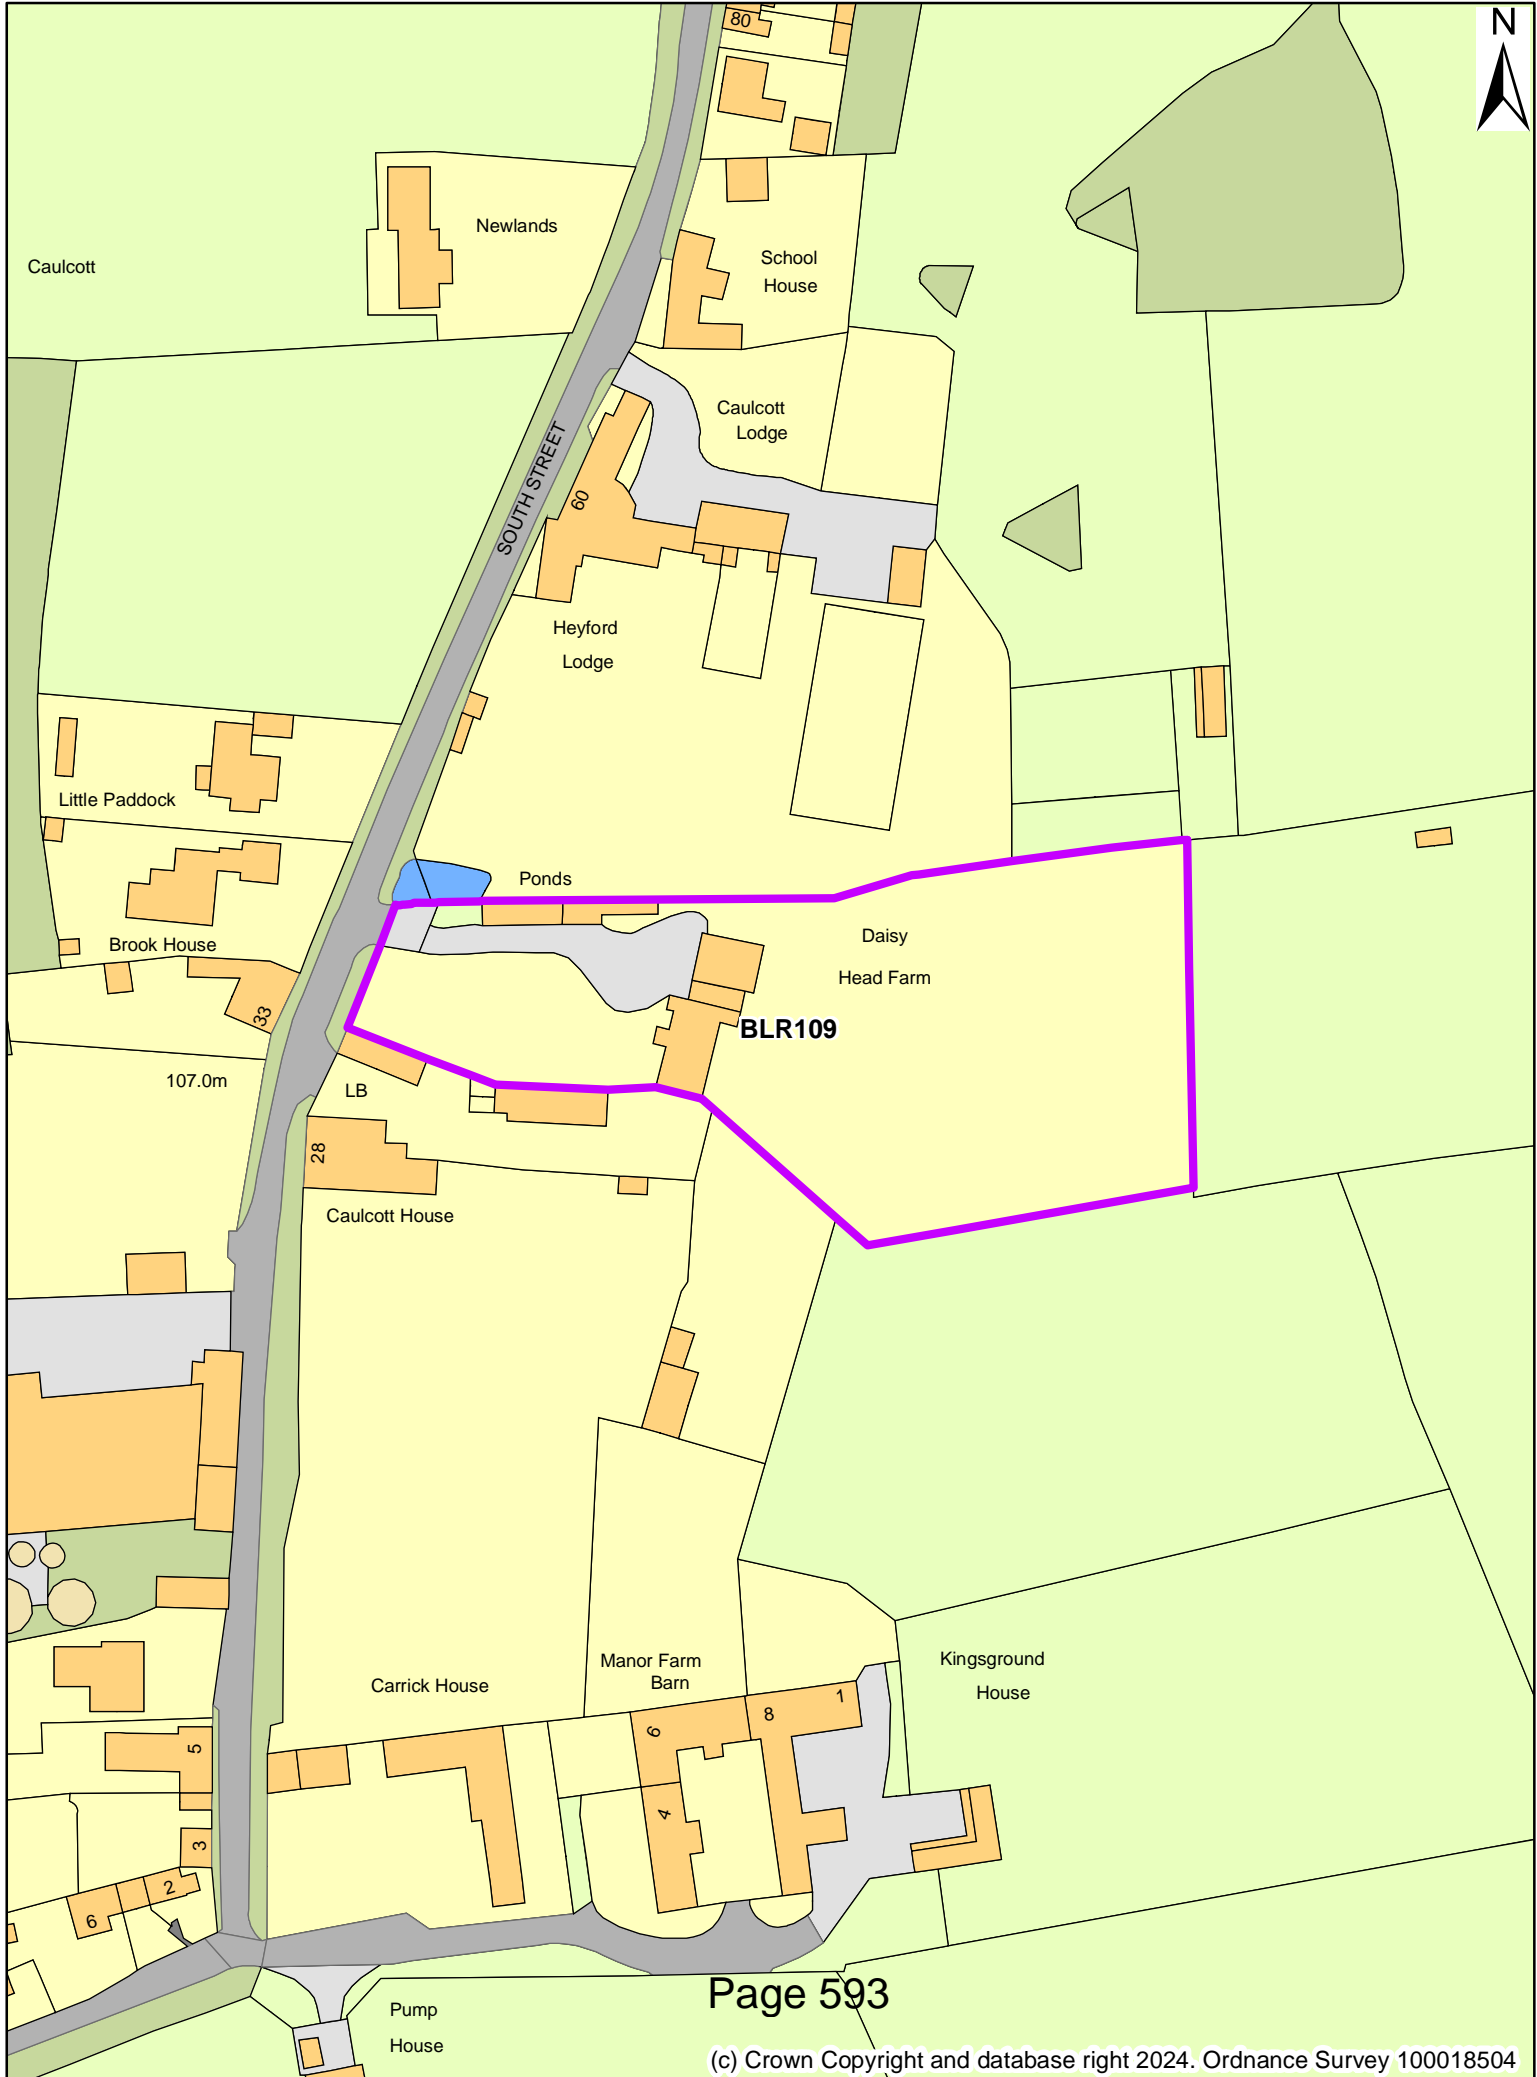 80
N
Newlands
Caulcott
School
House
Caulcott
Lodge
SOUTH STREET
60
Heyford
Lodge
Little Paddock
Ponds
Brook House
Daisy
Head Farm
33
BLR109
107.0m
LB
28
Caulcott House
Kingsground
House
Manor Farm
Barn
Carrick House
1
8
6
5
4
3
2
6
Page 593
Pump
House
(c) Crown Copyright and database right 2024. Ordnance Survey 100018504